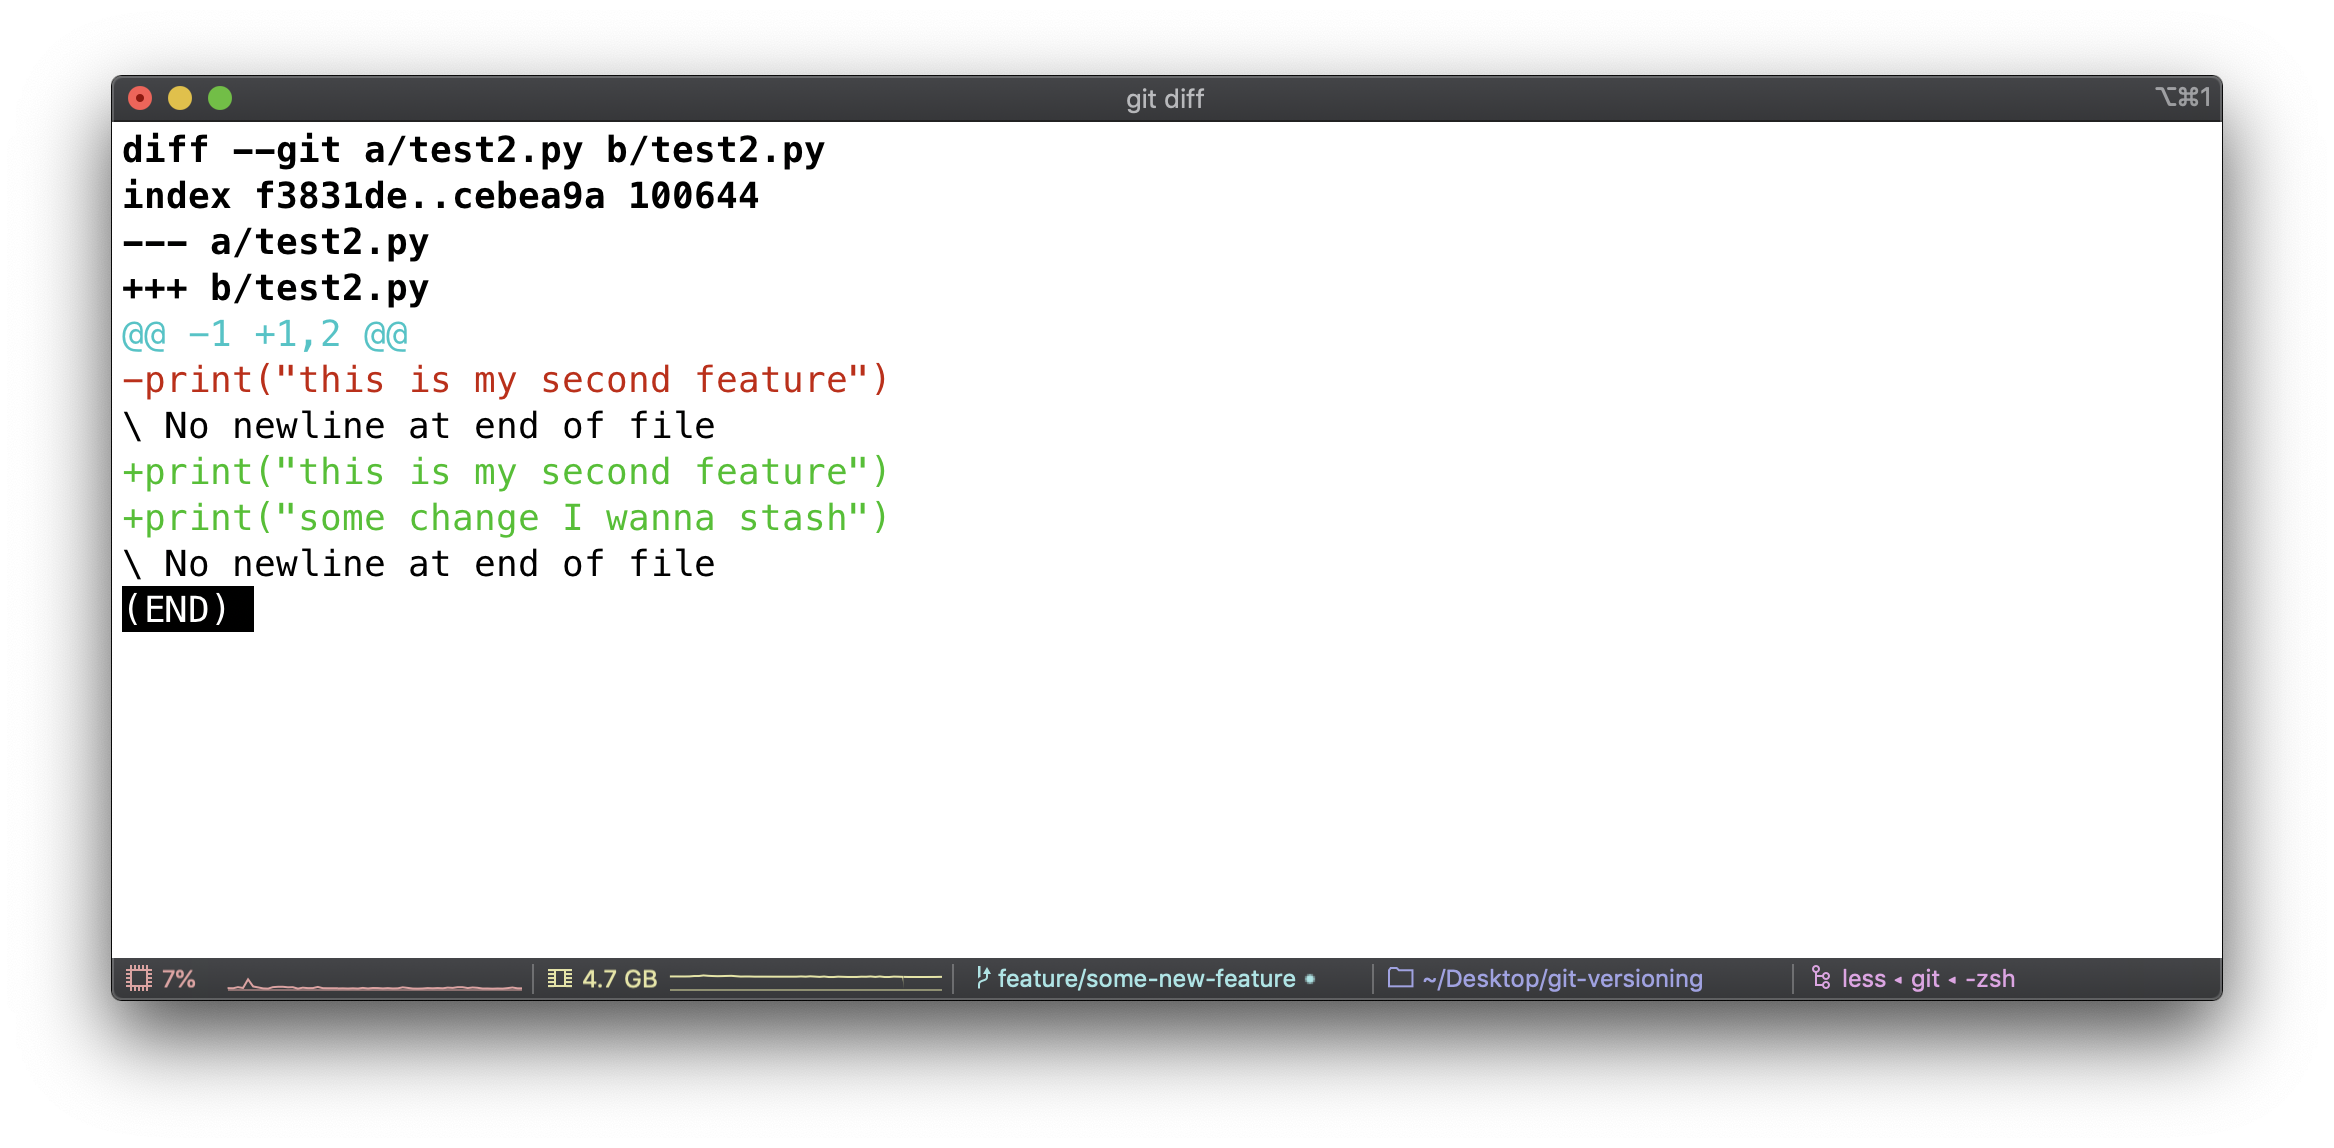 git diff
⌥⌘1
diff --git a/test2.py b/test2.py
index f3831de..cebea9a 100644
--- a/test2.py
+++ b/test2.py
@@ -1 +1,2 @@
-print("this is my second feature")
\ No newline at end of file
+print("this is my second feature")
+print("some change I wanna stash")
\ No newline at end of file
(END)
7% 4.7 GB feature/some-new-feature • ~/Desktop/git-versioning less ◂ git ◂ -zsh